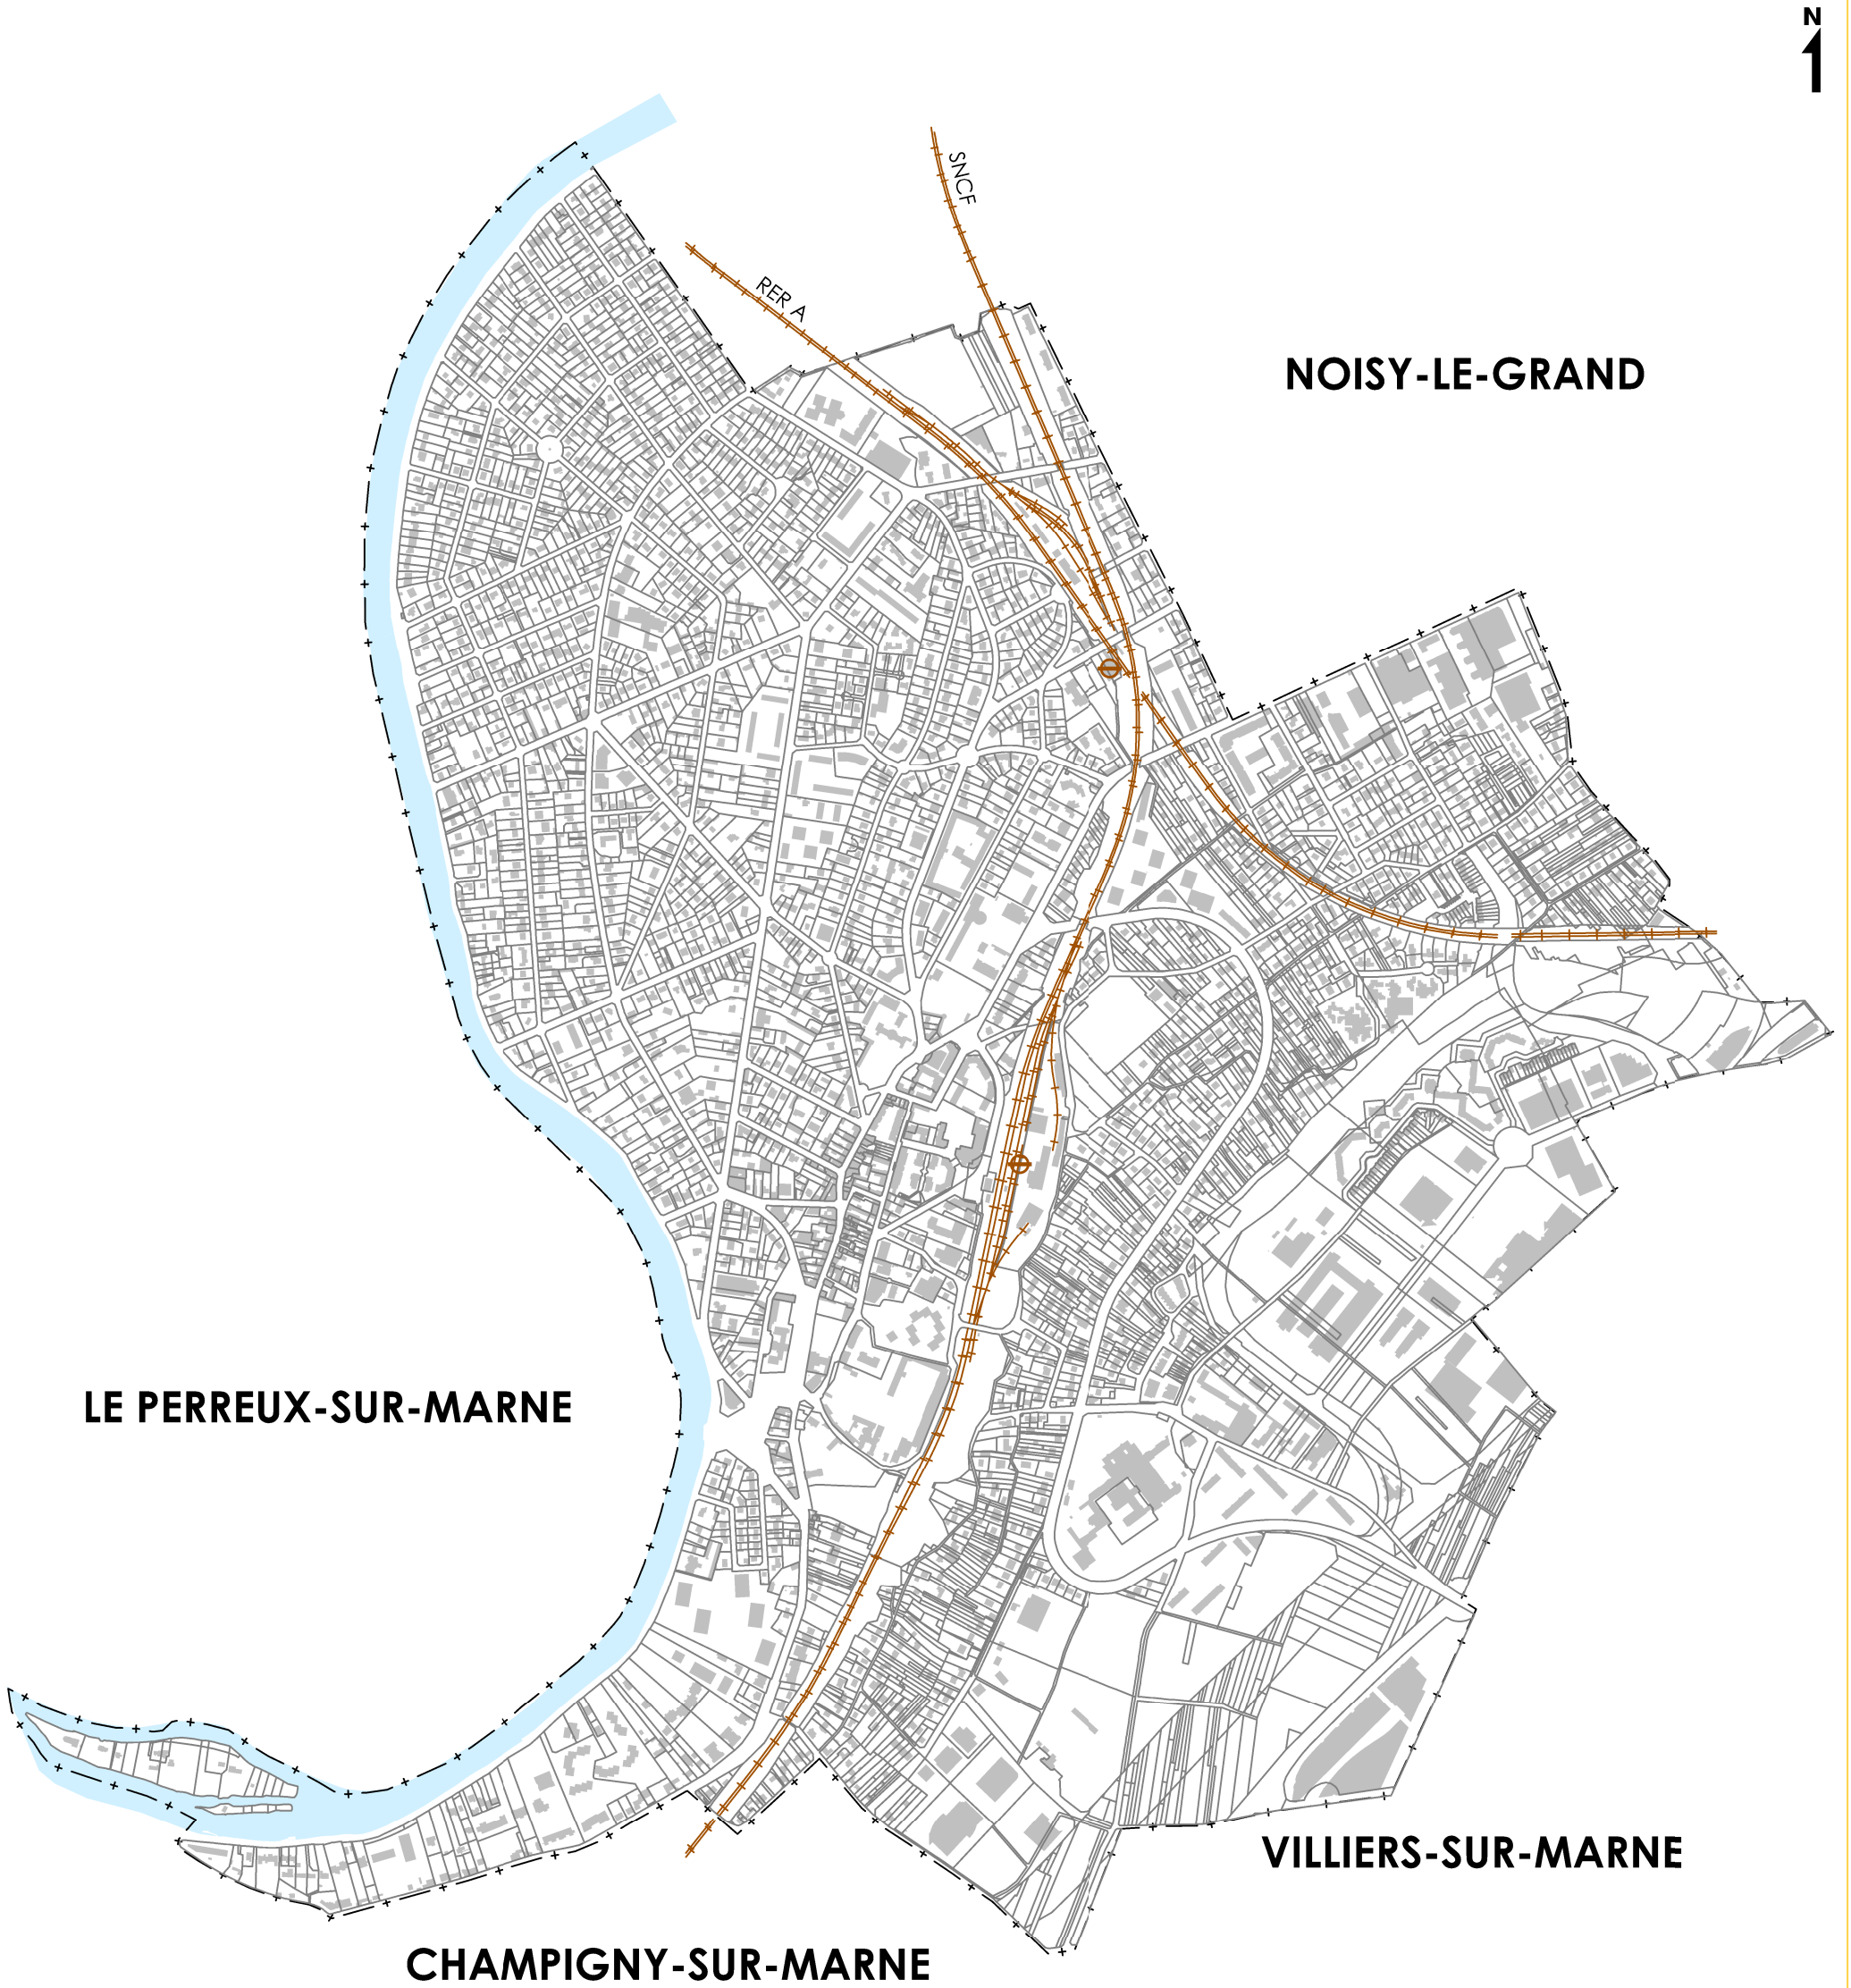 N
SNCF
RER A
NOISY-LE-GRAND
LE PERREUX-SUR-MARNE
VILLIERS-SUR-MARNE
CHAMPIGNY-SUR-MARNE